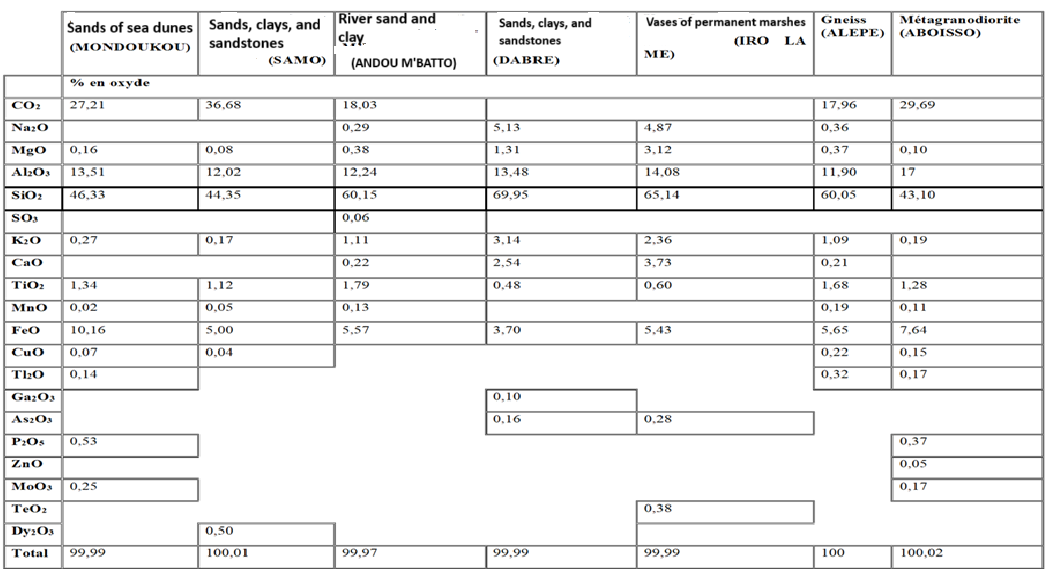 Sands of sea dunes (MONDOUKOU) | Sands, clays, and sandstones (SAMO) | River sand and clay (ANDOU M'BATTO) | Sands, clays, and sandstones (DABRE) | Vases of permanent marshes (IRO LA ME) | Gneiss (ALEPE) | Métagranodiorite (ABOISSO)
% en oxyde
CO₂ 27,21 36,68 18,03 17,96 29,69
Na₂O 0,29 5,13 4,87 0,36
MgO 0,16 0,08 0,38 1,31 3,12 0,37 0,10
Al₂O₃ 13,51 12,02 12,24 13,48 14,08 11,90 17
SiO₂ 46,33 44,35 60,15 69,95 65,14 60,05 43,10
SO₃ 0,06
K₂O 0,27 0,17 1,11 3,14 2,36 1,09 0,19
CaO 0,22 2,54 3,73 0,21
TiO₂ 1,34 1,12 1,79 0,48 0,60 1,68 1,28
MnO 0,02 0,05 0,13 0,19 0,11
FeO 10,16 5,00 5,57 3,70 5,43 5,65 7,64
CuO 0,07 0,04 0,22 0,15
Tl₂O 0,14 0,32 0,17
Ga₂O₃ 0,10
As₂O₃ 0,16 0,28
P₂O₅ 0,53 0,37
ZnO 0,05
MoO₃ 0,25 0,17
TeO₂ 0,38
Dy₂O₃ 0,50
Total 99,99 100,01 99,97 99,99 99,99 100 100,02